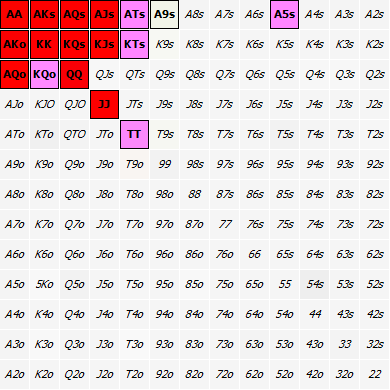 AA AKs AQs AJs ATs A9s A8s A7s A6s A5s A4s A3s A2s
AKo KK KQs KJs KTs K9s K8s K7s K6s K5s K4s K3s K2s
AQo KQo QQ QJs QTs Q9s Q8s Q7s Q6s Q5s Q4s Q3s Q2s
AJo KJO QJO JJ JTs J9s J8s J7s J6s J5s J4s J3s J2s
ATo KTo QTO JTo TT T9s T8s T7s T6s T5s T4s T3s T2s
A9o K9o Q9o J9o T9o 99 98s 97s 96s 95s 94s 93s 92s
A8o K8o Q8o J8o T8o 98o 88 87s 86s 85s 84s 83s 82s
A7o K7o Q7o J7o T7o 97o 87o 77 76s 75s 74s 73s 72s
A6o K6o Q6o J6o T6o 96o 86o 76o 66 65s 64s 63s 62s
A5o 5Ko Q5o J5o T5o 95o 85o 75o 65o 55 54s 53s 52s
A4o K4o Q4o J4o T4o 94o 84o 74o 64o 54o 44 43s 42s
A3o K3o Q3o J3o T3o 93o 83o 73o 63o 53o 43o 33 32s
A2o K2o Q2o J2o T2o 92o 82o 72o 62o 52o 42o 32o 22